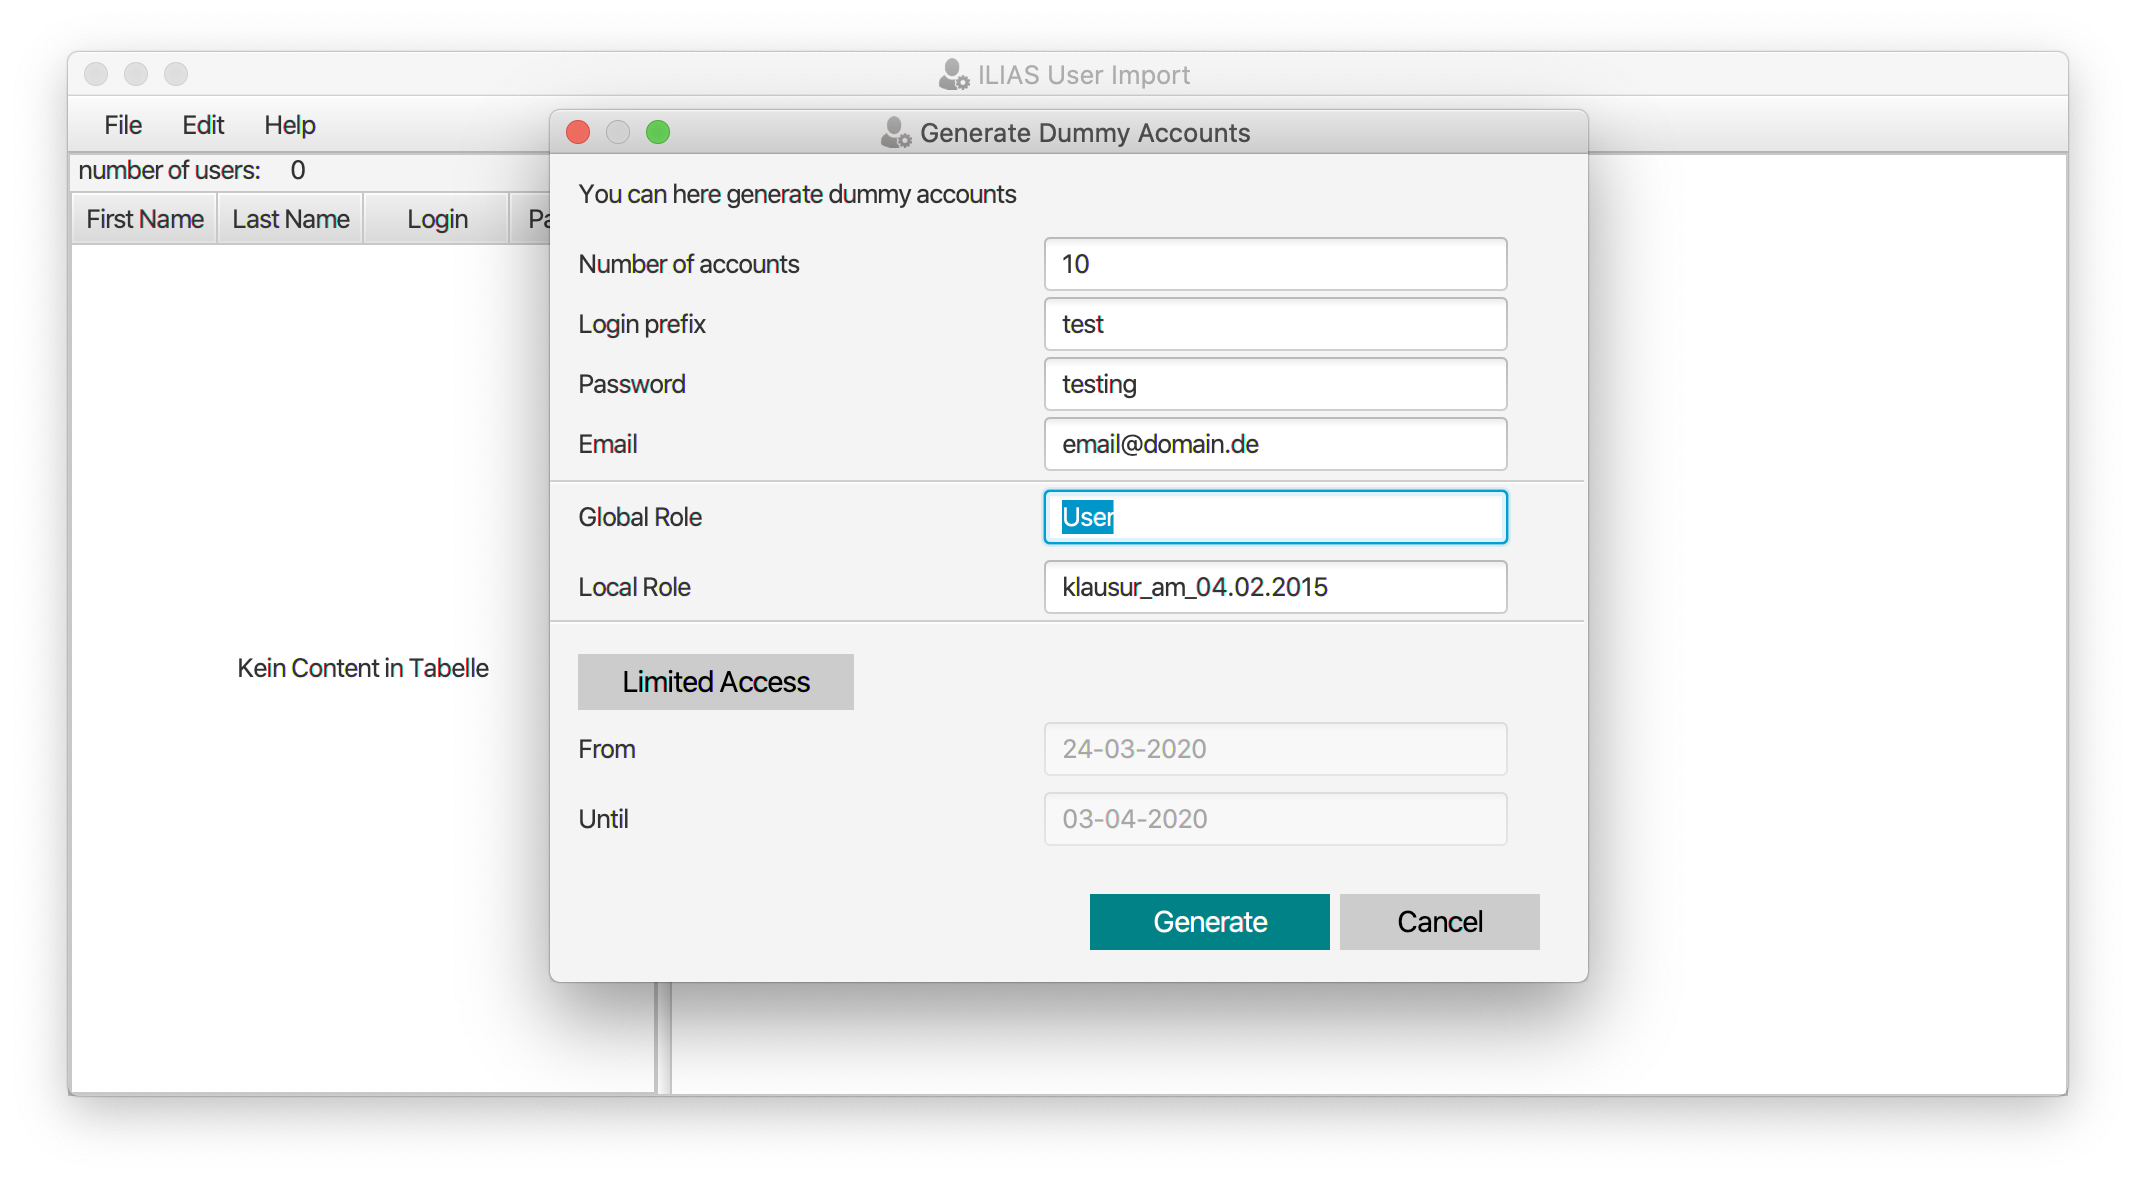 ILIAS User Import
File Edit Help
number of users: 0
First Name Last Name Login Pa
Kein Content in Tabelle
Generate Dummy Accounts
You can here generate dummy accounts
Number of accounts 10
Login prefix test
Password testing
Email email@domain.de
Global Role User
Local Role klausur_am_04.02.2015
Limited Access
From 24-03-2020
Until 03-04-2020
Generate Cancel